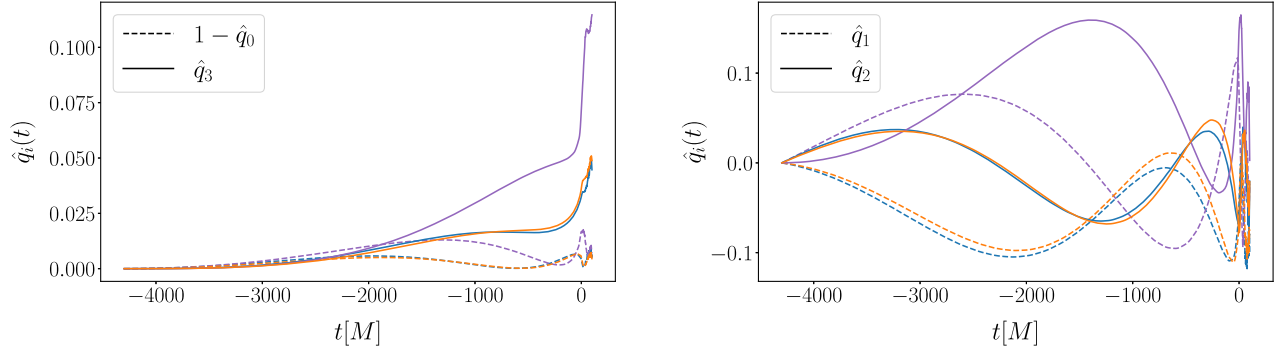 1 − q̂₀
q̂₃
0.100
0.075
0.050
0.025
0.000
q̂ᵢ(t)
−4000 −3000 −2000 −1000 0
t[M]
q̂₁
q̂₂
0.1
0.0
−0.1
q̂ᵢ(t)
−4000 −3000 −2000 −1000 0
t[M]